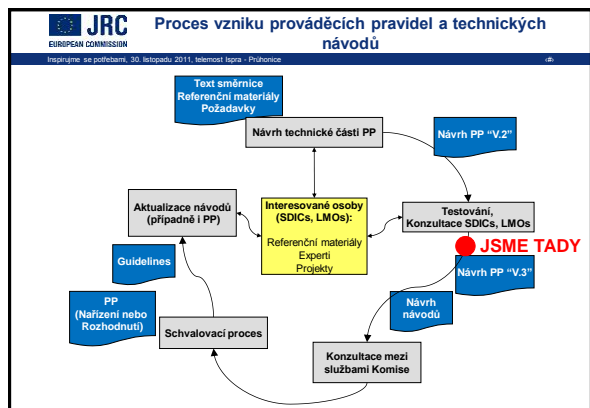 JRC
EUROPEAN COMMISSION
Proces vzniku prováděcích pravidel a technických
návodů
Inspirujme se potřebami, 30. listopadu 2011, telemost Ispra - Průhonice
‹#›
Text směrnice
Referenční materiály
Požadavky
Návrh technické části PP
Návrh PP “V.2”
Aktualizace návodů
(případně i PP)
Interesované osoby
(SDICs, LMOs):
Referenční materiály
Experti
Projekty
Testování,
Konzultace SDICs, LMOs
JSME TADY
Guidelines
Návrh PP “V.3”
PP
(Nařízení nebo
Rozhodnutí)
Návrh
návodů
Schvalovací proces
Konzultace mezi
službami Komise